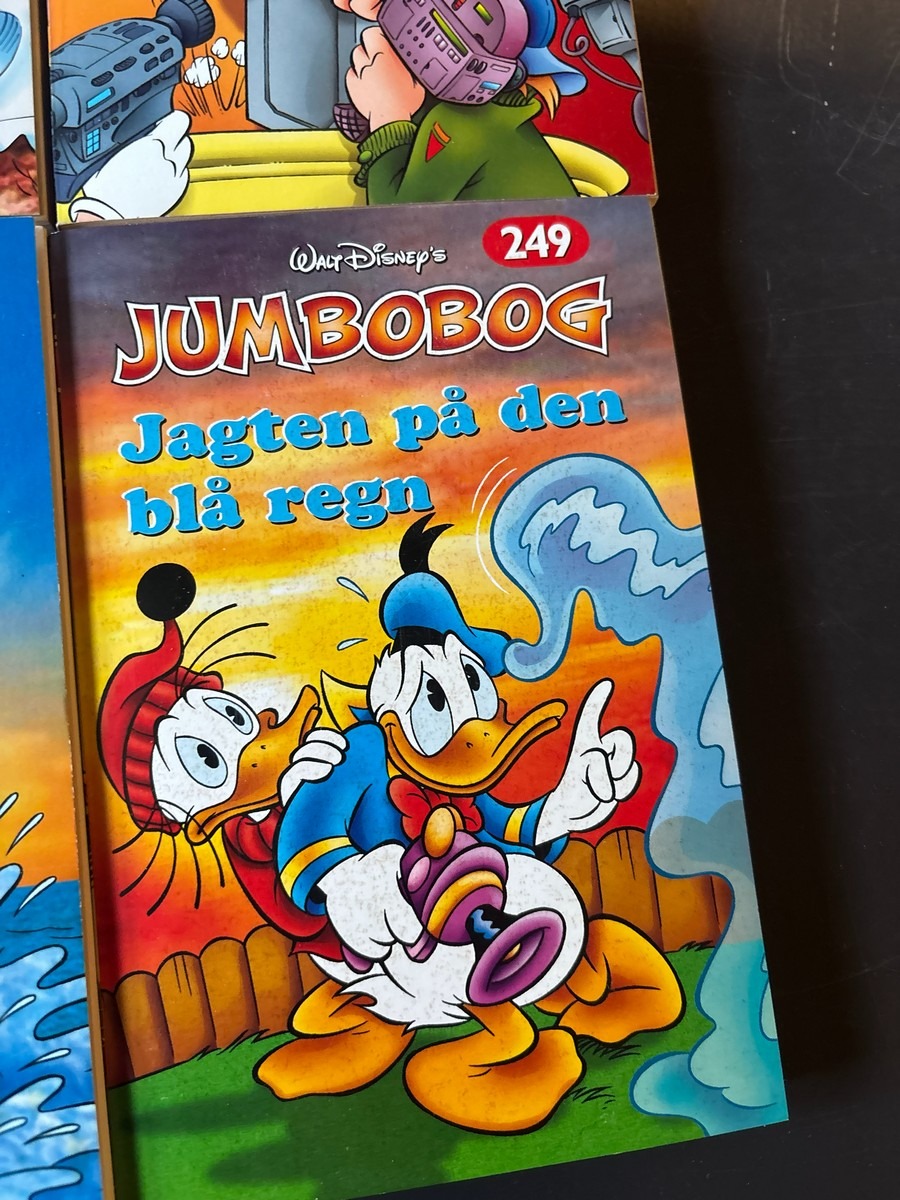 Walt Disney's
249
JUMBOBOG
Jagten på den
blå regn